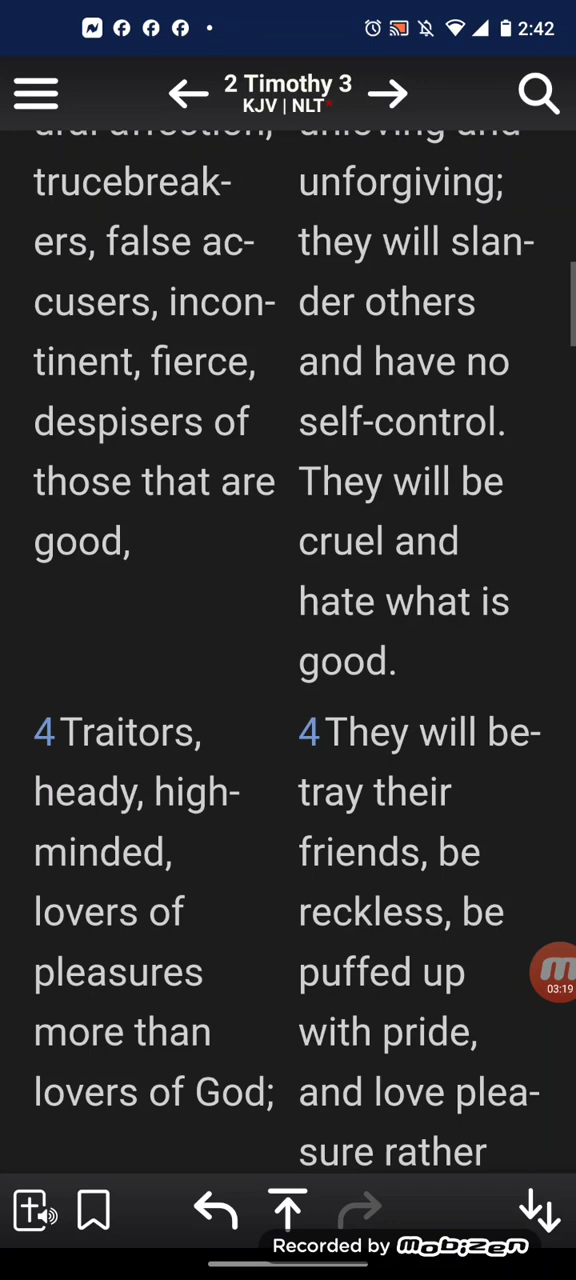 2:42
2 Timothy 3
KJV | NLT*
ural affection,
trucebreak-
ers, false ac-
cusers, incon-
tinent, fierce,
despisers of
those that are
good,
unloving and
unforgiving;
they will slan-
der others
and have no
self-control.
They will be
cruel and
hate what is
good.
4 Traitors,
heady, high-
minded,
lovers of
pleasures
more than
lovers of God;
4 They will be-
tray their
friends, be
reckless, be
puffed up
with pride,
and love plea-
sure rather
03:19
Recorded by mobizen